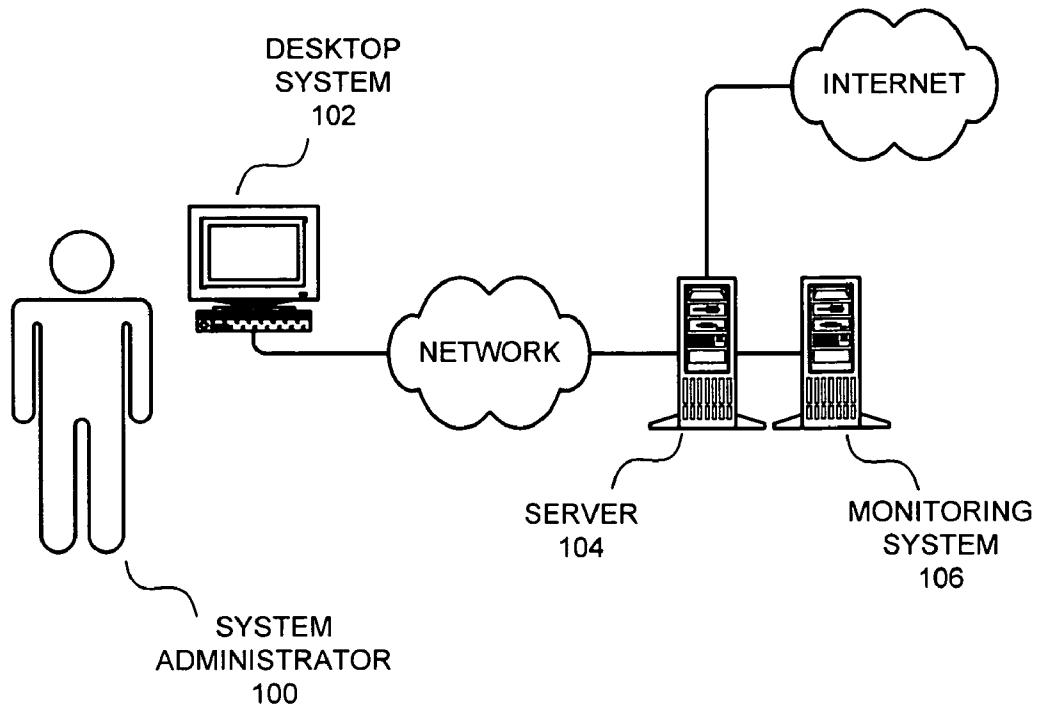 DESKTOP
SYSTEM
102
INTERNET
NETWORK
SERVER
104
MONITORING
SYSTEM
106
SYSTEM
ADMINISTRATOR
100